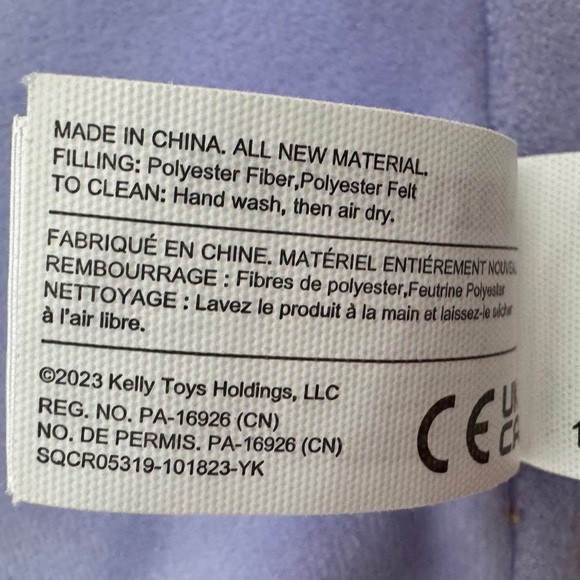 MADE IN CHINA. ALL NEW MATERIAL.
FILLING: Polyester Fiber,Polyester Felt
TO CLEAN: Hand wash, then air dry.
FABRIQUÉ EN CHINE. MATÉRIEL ENTIÉREMENT
REMBOURRAGE : Fibres de polyester,Feutrine Polyester
NETTOYAGE : Lavez le produit à la main et laissez-le sécher
à l'air libre.
©2023 Kelly Toys Holdings, LLC
REG. NO. PA-16926 (CN)
NO. DE PERMIS. PA-16926 (CN)
SQCR05319-101823-YK
CE